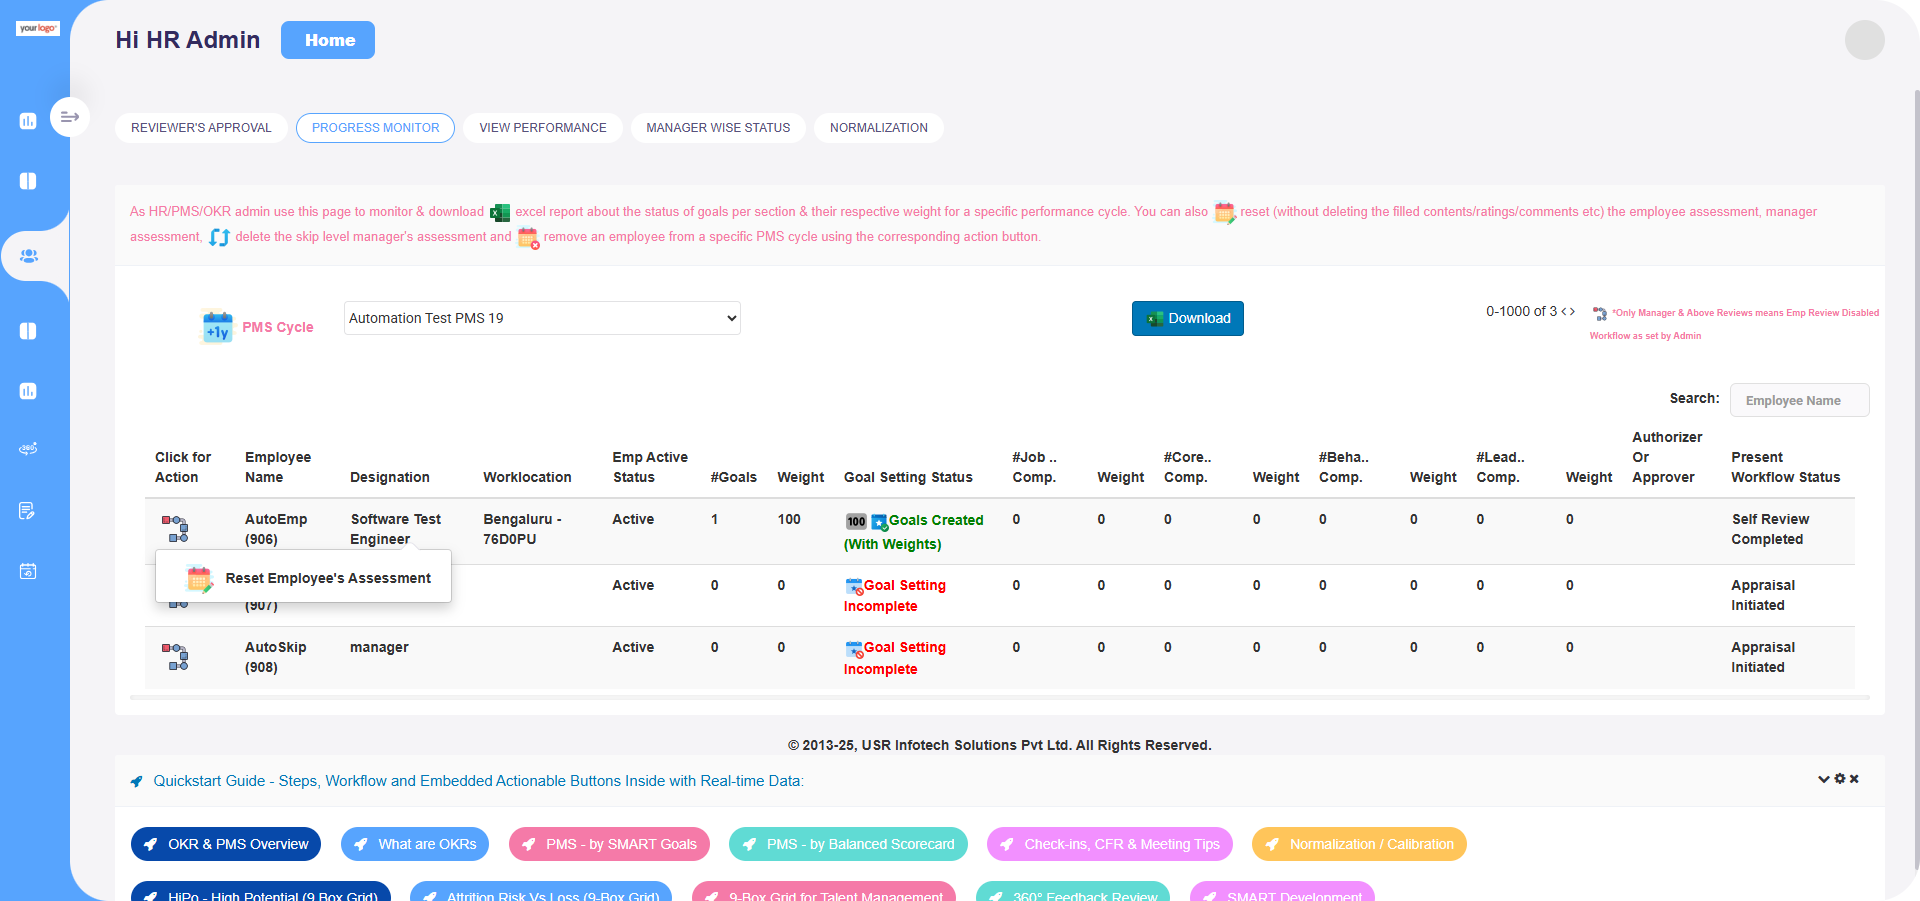 yourlogo
Hi HR Admin
Home
REVIEWER'S APPROVAL
PROGRESS MONITOR
VIEW PERFORMANCE
MANAGER WISE STATUS
NORMALIZATION
As HR/PMS/OKR admin use this page to monitor & download excel report about the status of goals per section & their respective weight for a specific performance cycle. You can also reset (without deleting the filled contents/ratings/comments etc) the employee assessment, manager
assessment, delete the skip level manager's assessment and remove an employee from a specific PMS cycle using the corresponding action button.
+1y
PMS Cycle
Automation Test PMS 19
Download
0-1000 of 3 < >
*Only Manager & Above Reviews means Emp Review Disabled
Workflow as set by Admin
Search:
Employee Name
Click for Action
Employee Name
Designation
Worklocation
Emp Active Status
#Goals
Weight
Goal Setting Status
#Job .. Comp.
Weight
#Core.. Comp.
Weight
#Beha.. Comp.
Weight
#Lead.. Comp.
Weight
Authorizer Or Approver
Present Workflow Status
AutoEmp (906)
Software Test Engineer
Bengaluru - 76D0PU
Active
1
100
100 Goals Created (With Weights)
0
0
0
0
0
0
0
0
Self Review Completed
Reset Employee's Assessment
(907)
Active
0
0
Goal Setting Incomplete
0
0
0
0
0
0
0
0
Appraisal Initiated
AutoSkip (908)
manager
Active
0
0
Goal Setting Incomplete
0
0
0
0
0
0
0
0
Appraisal Initiated
© 2013-25, USR Infotech Solutions Pvt Ltd. All Rights Reserved.
Quickstart Guide - Steps, Workflow and Embedded Actionable Buttons Inside with Real-time Data:
OKR & PMS Overview
What are OKRs
PMS - by SMART Goals
PMS - by Balanced Scorecard
Check-ins, CFR & Meeting Tips
Normalization / Calibration
HiPo - High Potential (9 Box Grid)
Attrition Risk Vs Loss (9-Box Grid)
9-Box Grid for Talent Management
360° Feedback Review
SMART Development